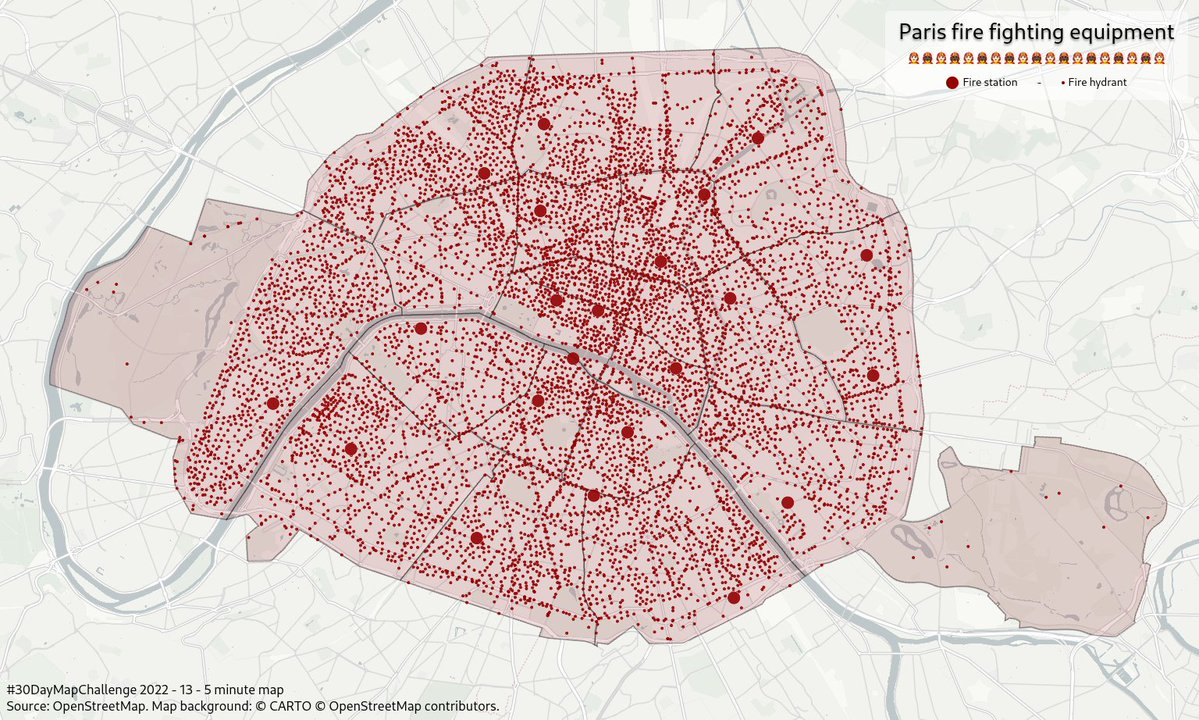 Paris fire fighting equipment
Fire station - Fire hydrant
#30DayMapChallenge 2022 - 13 - 5 minute map
Source: OpenStreetMap. Map background: © CARTO © OpenStreetMap contributors.